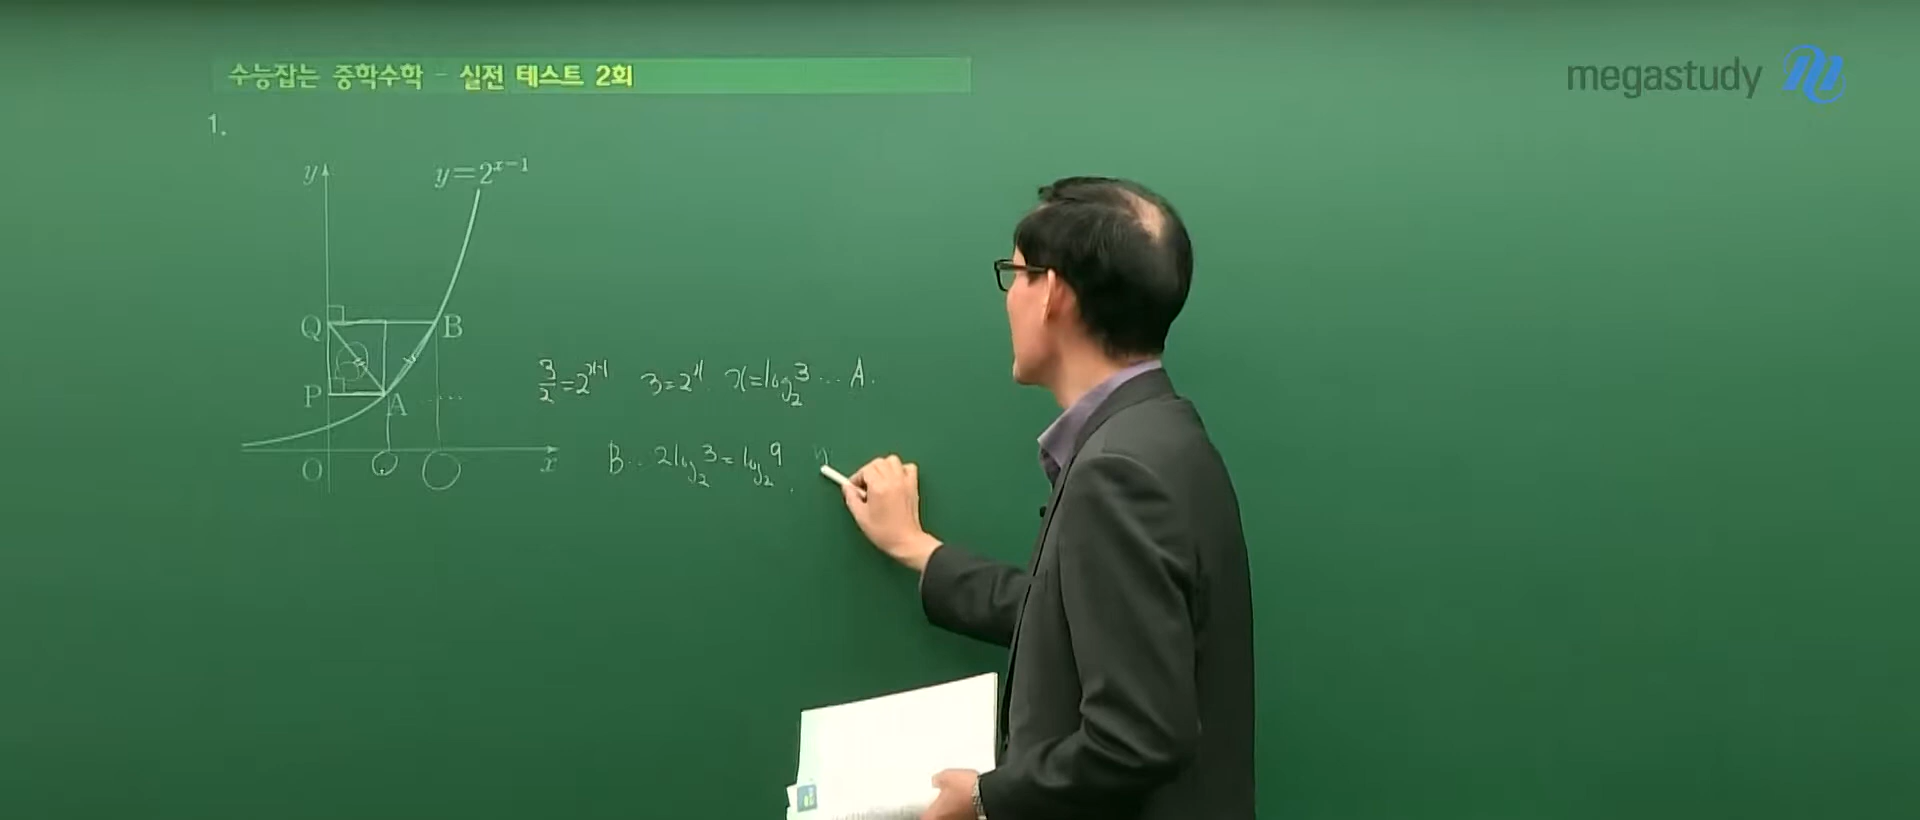 megastudy
수능잡는 중학수학 - 실전 테스트 2회
1.
y
y=2^{x-1}
Q
B
P
A
O
x
3/2=2^{x-1} 3=2^x. x=log_2 3 ... A.
B... 2log_2 3=log_2 9